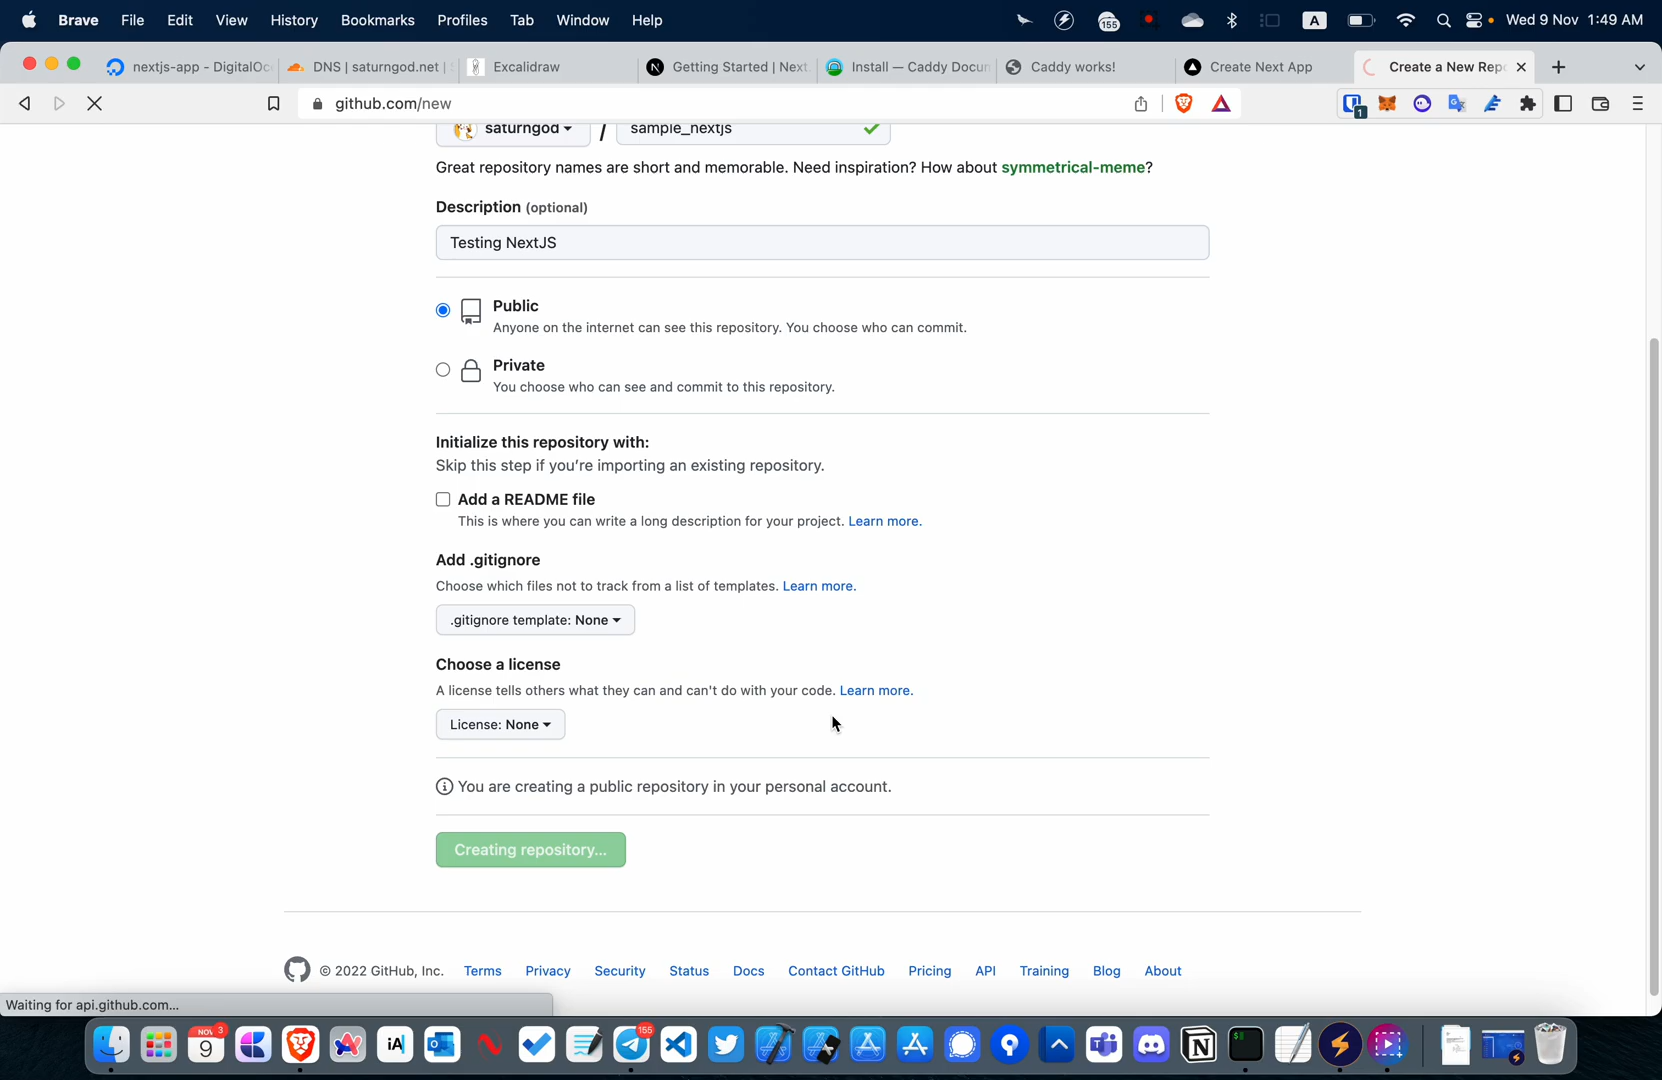 Brave File Edit View History Bookmarks Profiles Tab Window Help 155 A Wed 9 Nov 1:49 AM
nextjs-app - DigitalOc DNS | saturngod.net | Excalidraw Getting Started | Next. Install — Caddy Docun Caddy works! Create Next App Create a New Repo
github.com/new 1
saturngod / sample_nextjs
Great repository names are short and memorable. Need inspiration? How about symmetrical-meme?
Description (optional)
Testing NextJS
Public
Anyone on the internet can see this repository. You choose who can commit.
Private
You choose who can see and commit to this repository.
Initialize this repository with:
Skip this step if you're importing an existing repository.
Add a README file
This is where you can write a long description for your project. Learn more.
Add .gitignore
Choose which files not to track from a list of templates. Learn more.
.gitignore template: None
Choose a license
A license tells others what they can and can't do with your code. Learn more.
License: None
You are creating a public repository in your personal account.
Creating repository...
© 2022 GitHub, Inc. Terms Privacy Security Status Docs Contact GitHub Pricing API Training Blog About
Waiting for api.github.com...
NOV 3 9 iA 155